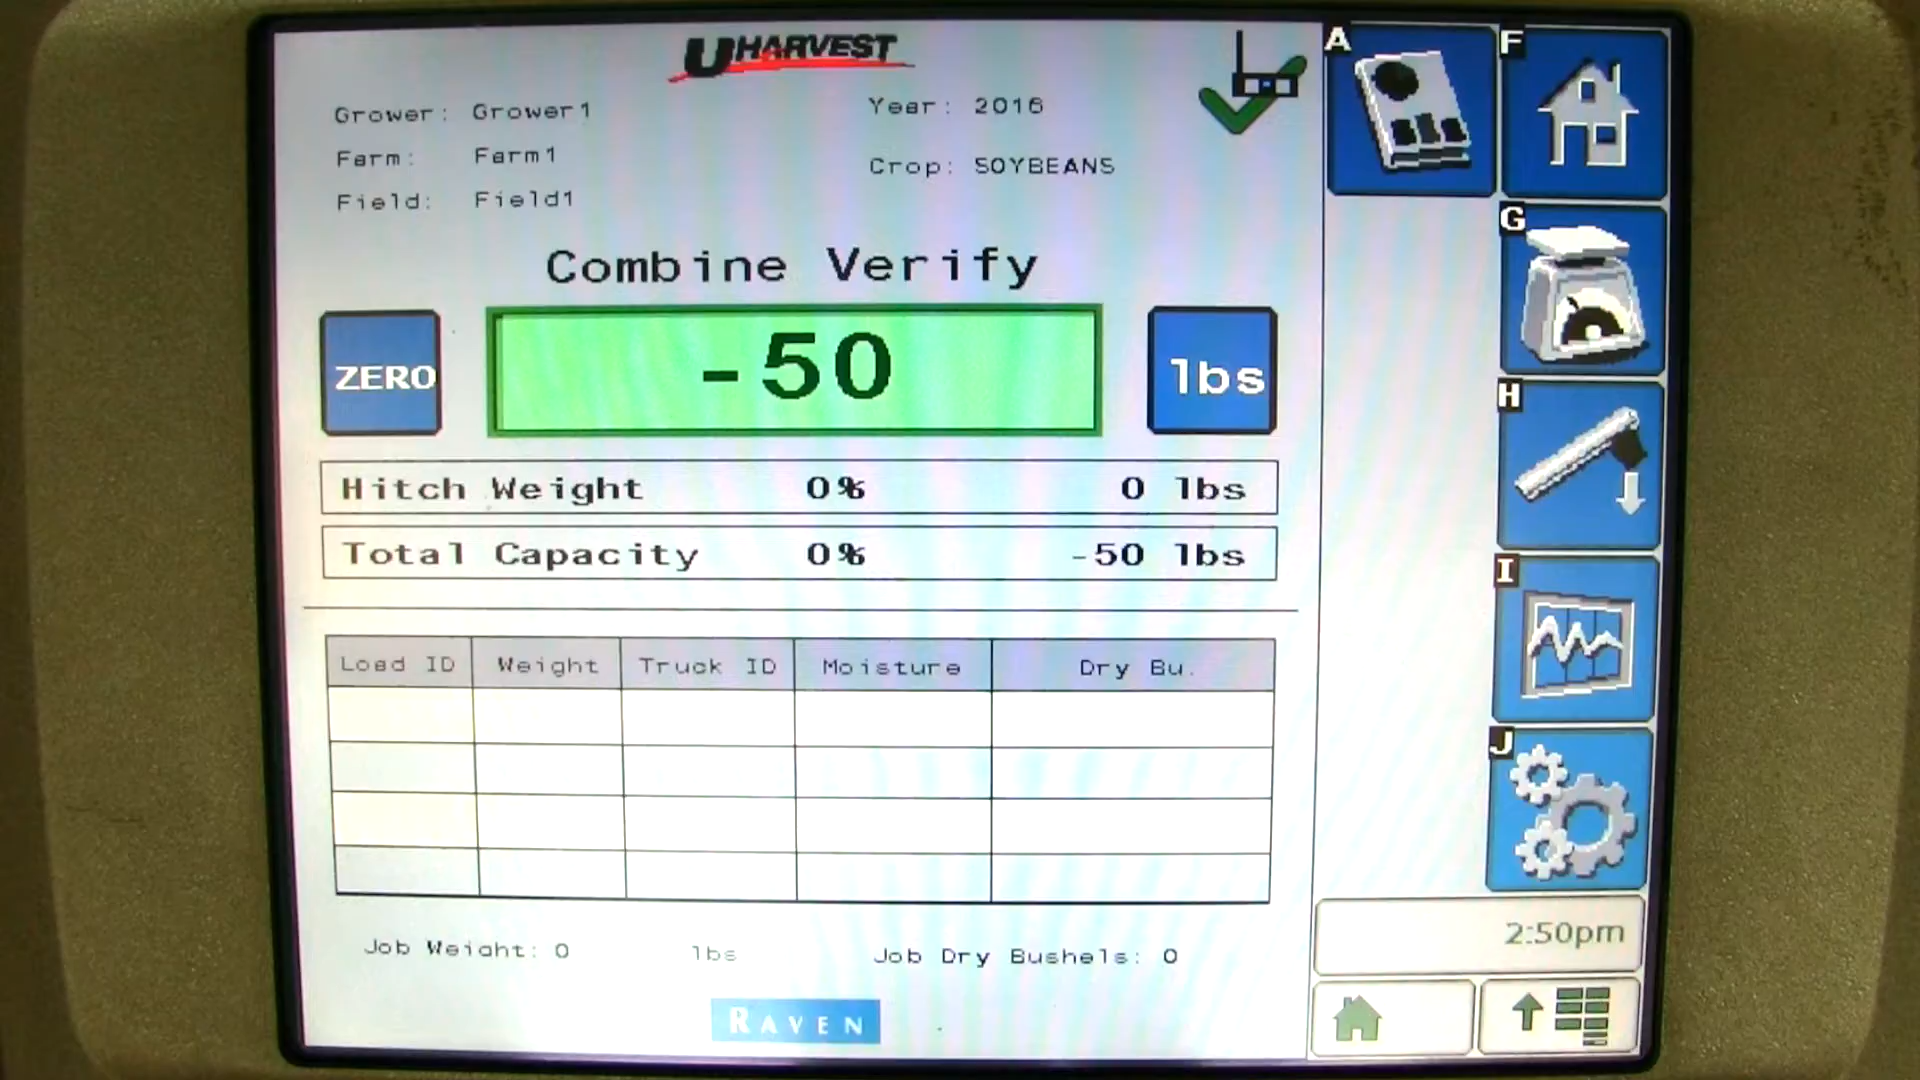 UHARVEST
Grower: Grower1
Year: 2016
Farm: Farm1
Crop: SOYBEANS
Field: Field1
Combine Verify
ZERO
-50
lbs
Hitch Weight 0% 0 lbs
Total Capacity 0% -50 lbs
Load ID Weight Truck ID Moisture Dry Bu.
Job Weight: 0 lbs Job Dry Bushels: 0
RAVEN
A
F
G
H
I
J
2:50pm